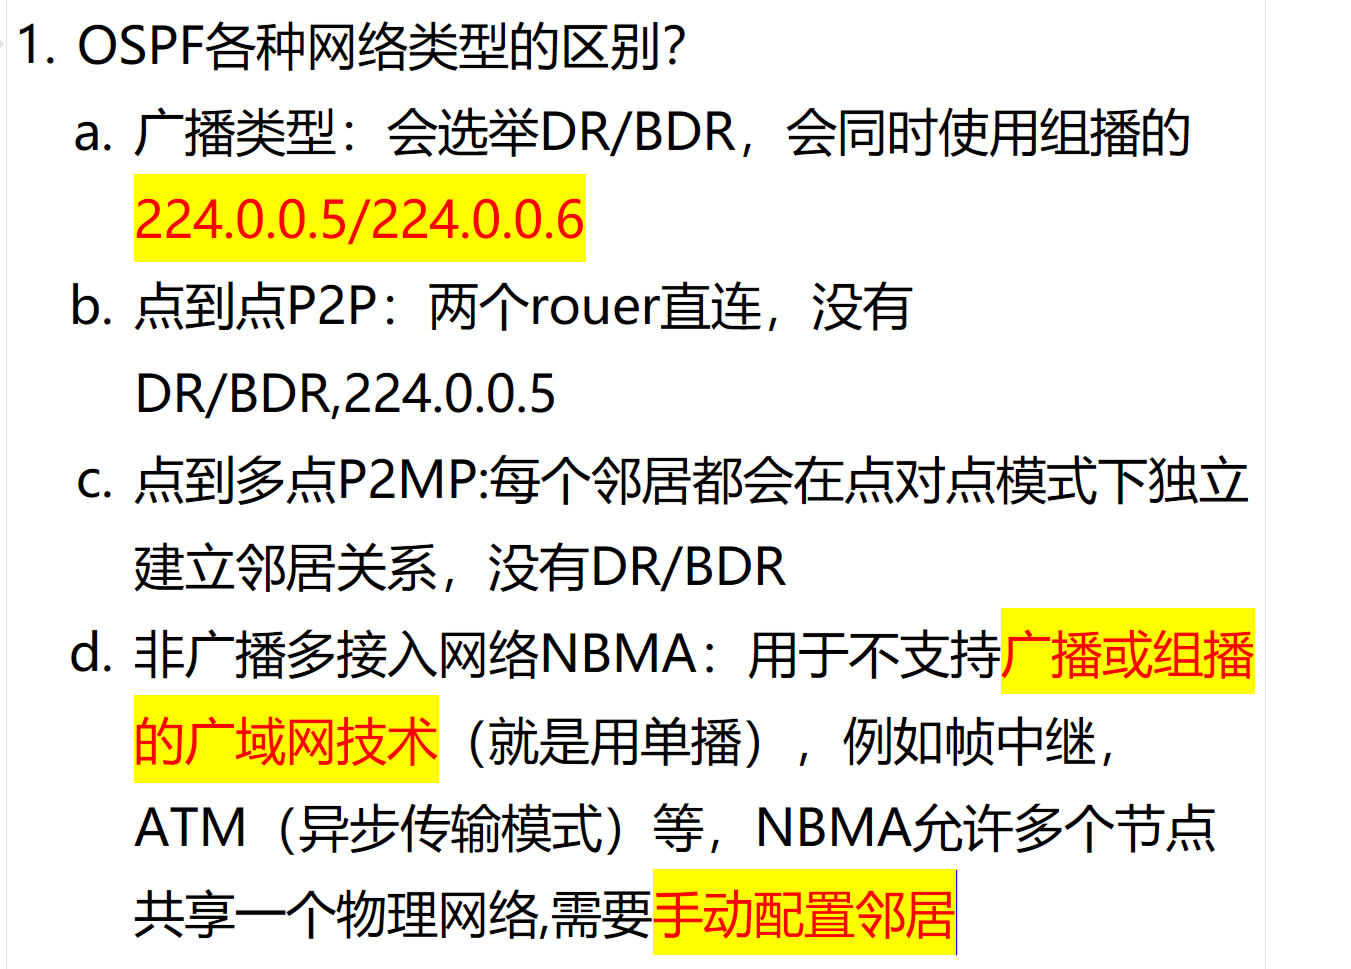 1. OSPF各种网络类型的区别？
a. 广播类型：会选举DR/BDR，会同时使用组播的
224.0.0.5/224.0.0.6
b. 点到点P2P：两个rouer直连，没有
DR/BDR,224.0.0.5
c. 点到多点P2MP:每个邻居都会在点对点模式下独立
建立邻居关系，没有DR/BDR
d. 非广播多接入网络NBMA：用于不支持广播或组播
的广域网技术（就是用单播），例如帧中继，
ATM（异步传输模式）等，NBMA允许多个节点
共享一个物理网络,需要手动配置邻居